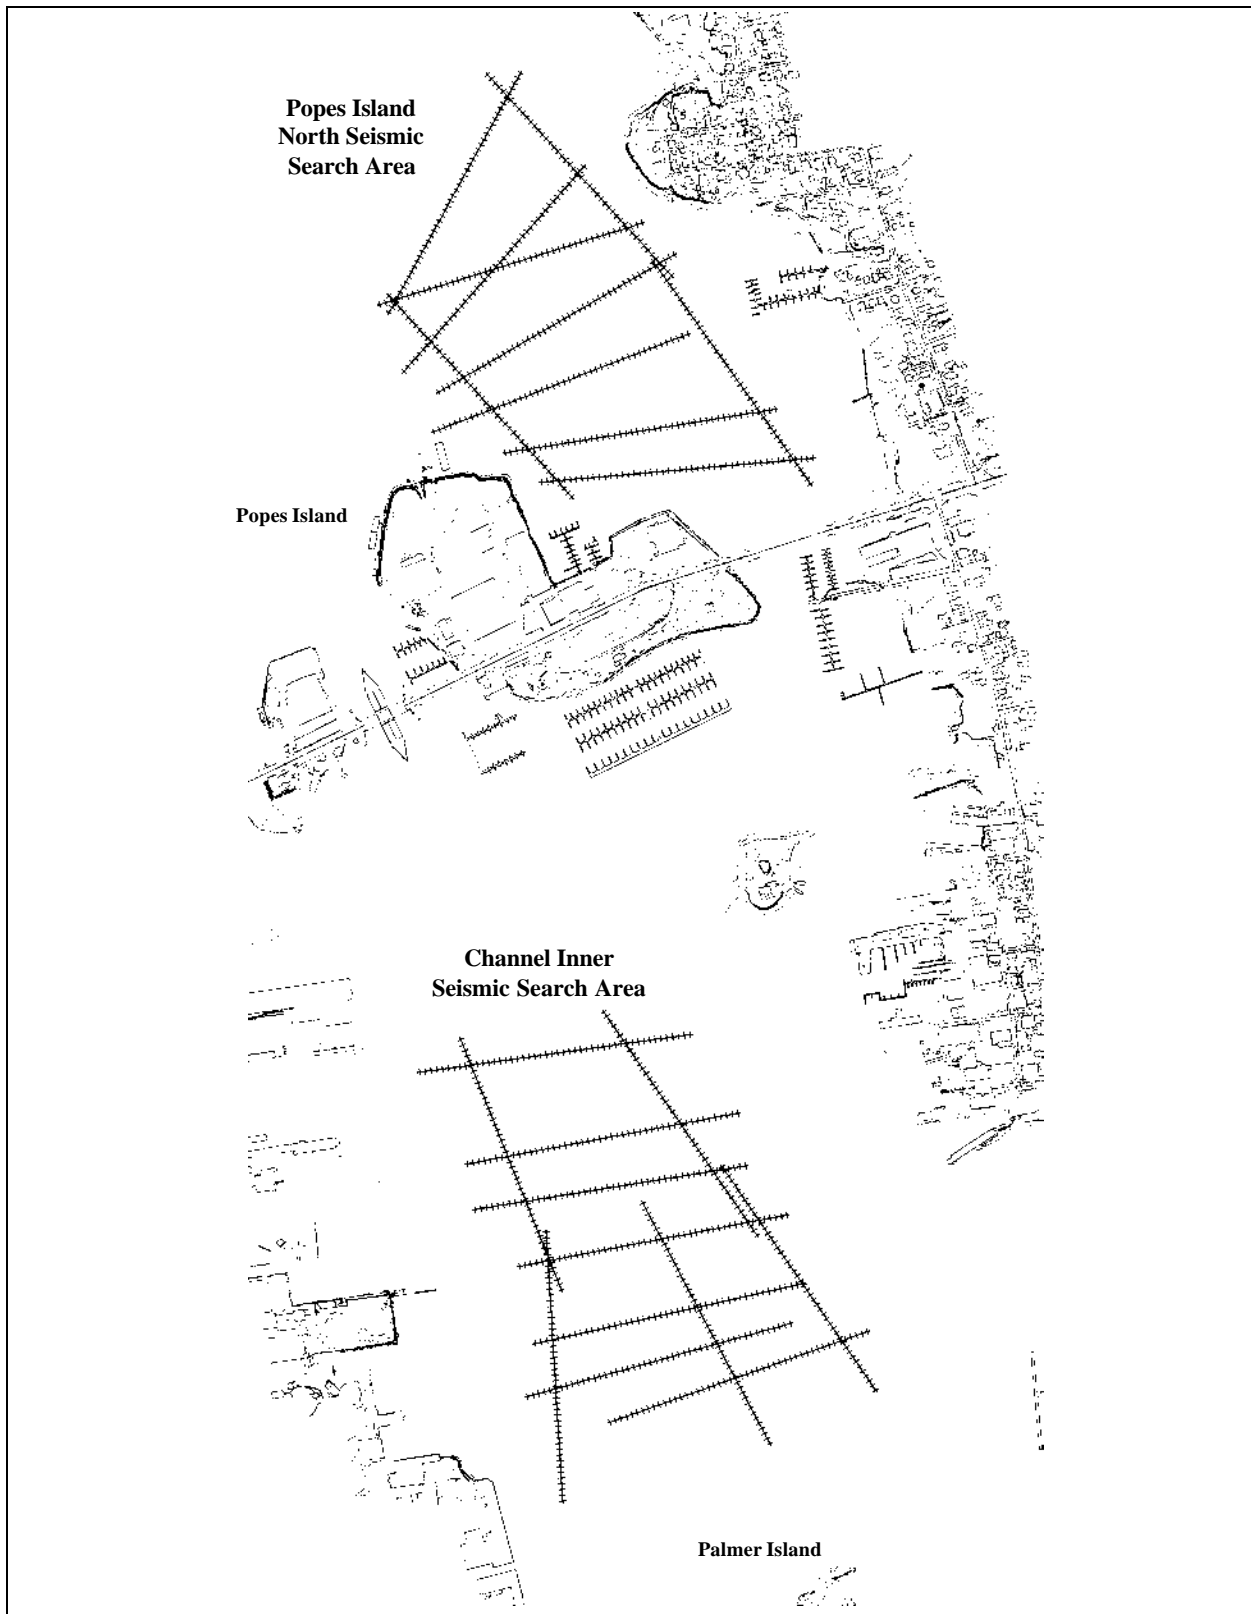 Popes Island
North Seismic
Search Area
Popes Island
Channel Inner
Seismic Search Area
Palmer Island